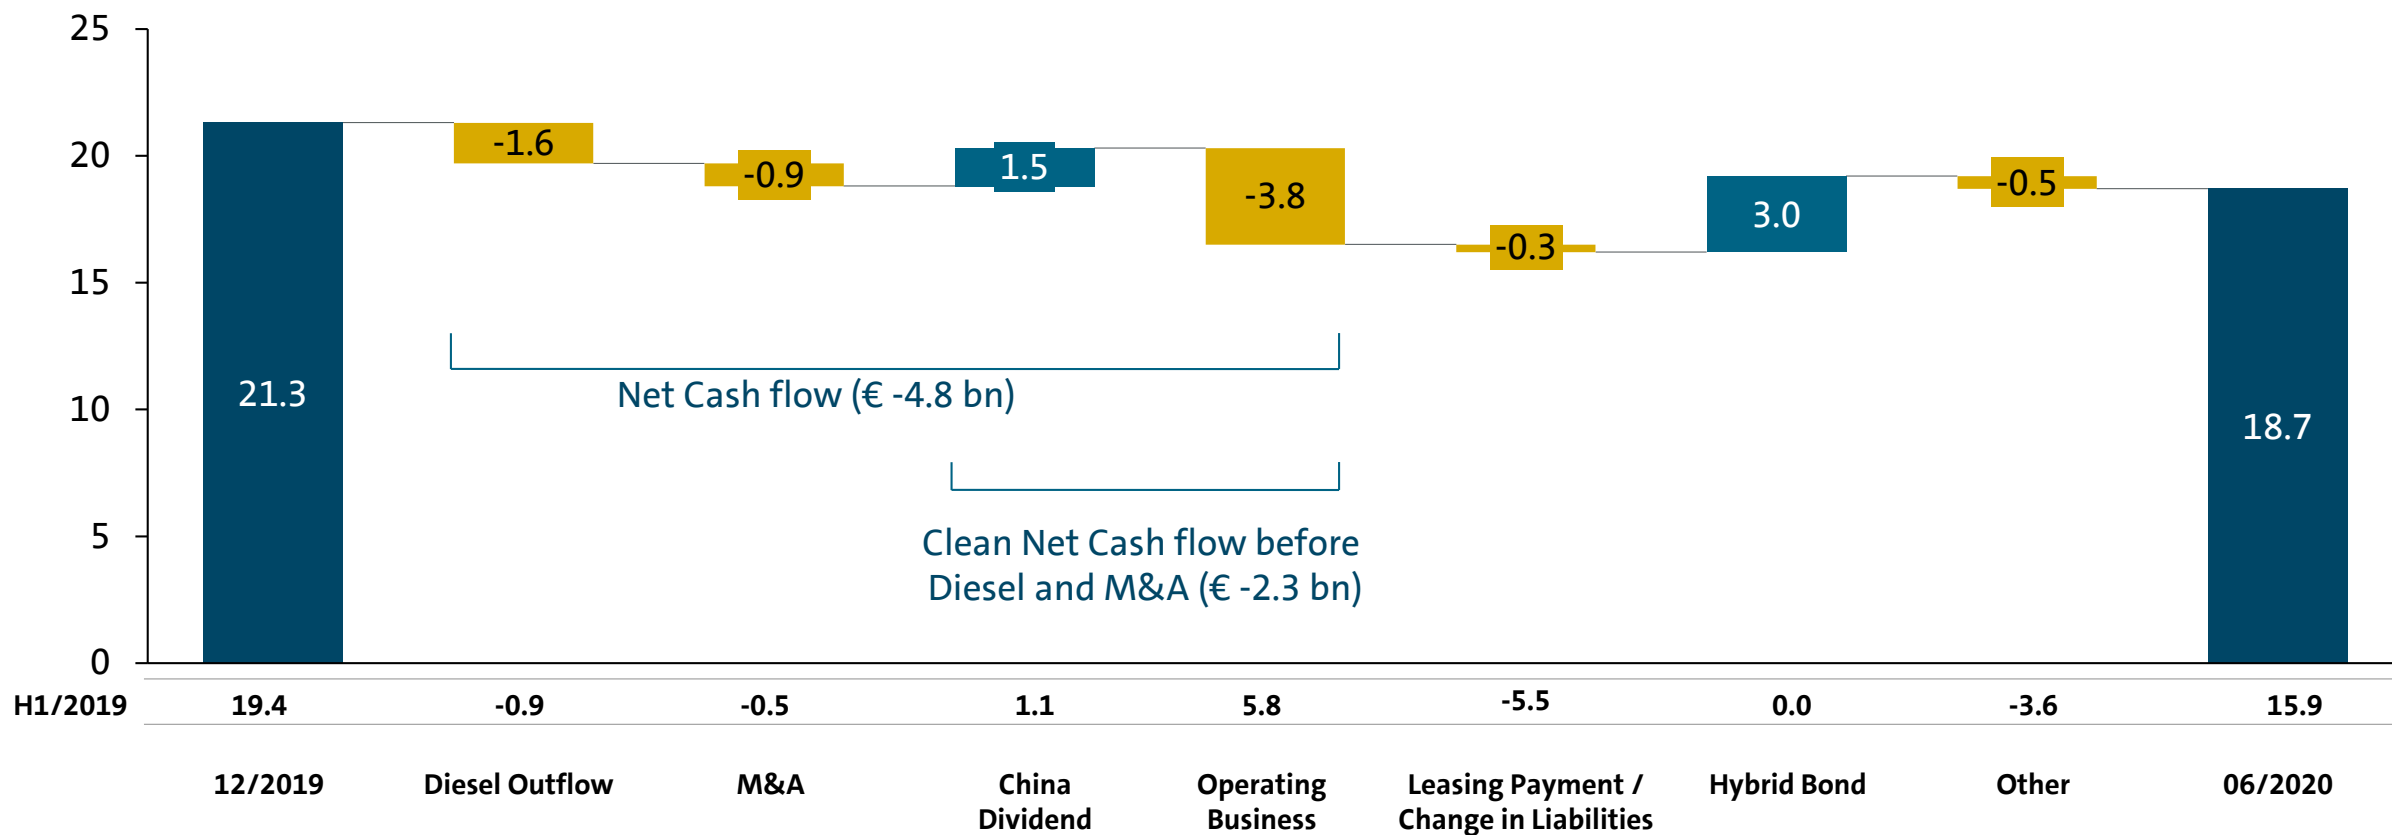 25
20
15
10
5
0
21.3
-1.6
-0.9
1.5
-3.8
-0.3
3.0
-0.5
18.7
Net Cash flow (€ -4.8 bn)
Clean Net Cash flow before
Diesel and M&A (€ -2.3 bn)
H1/2019 19.4 -0.9 -0.5 1.1 5.8 -5.5 0.0 -3.6 15.9
12/2019
Diesel Outflow
M&A
China
Dividend
Operating
Business
Leasing Payment /
Change in Liabilities
Hybrid Bond
Other
06/2020